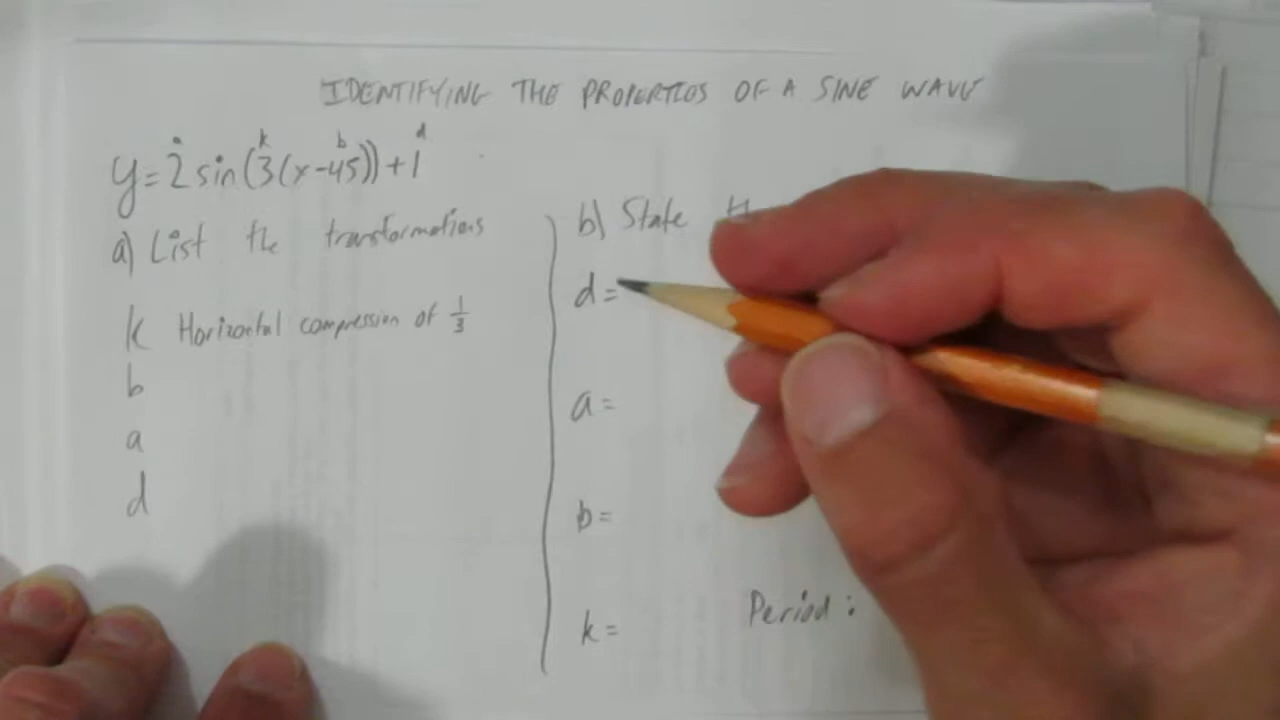 IDENTIFYING THE PROPERTIES OF A SINE WAVE
a k b d
y = 2 sin(3(x-45))+1
a) List the transformations
k Horizontal compression of 1/3
b
a
d
b) State
d =
a =
b =
k = Period :